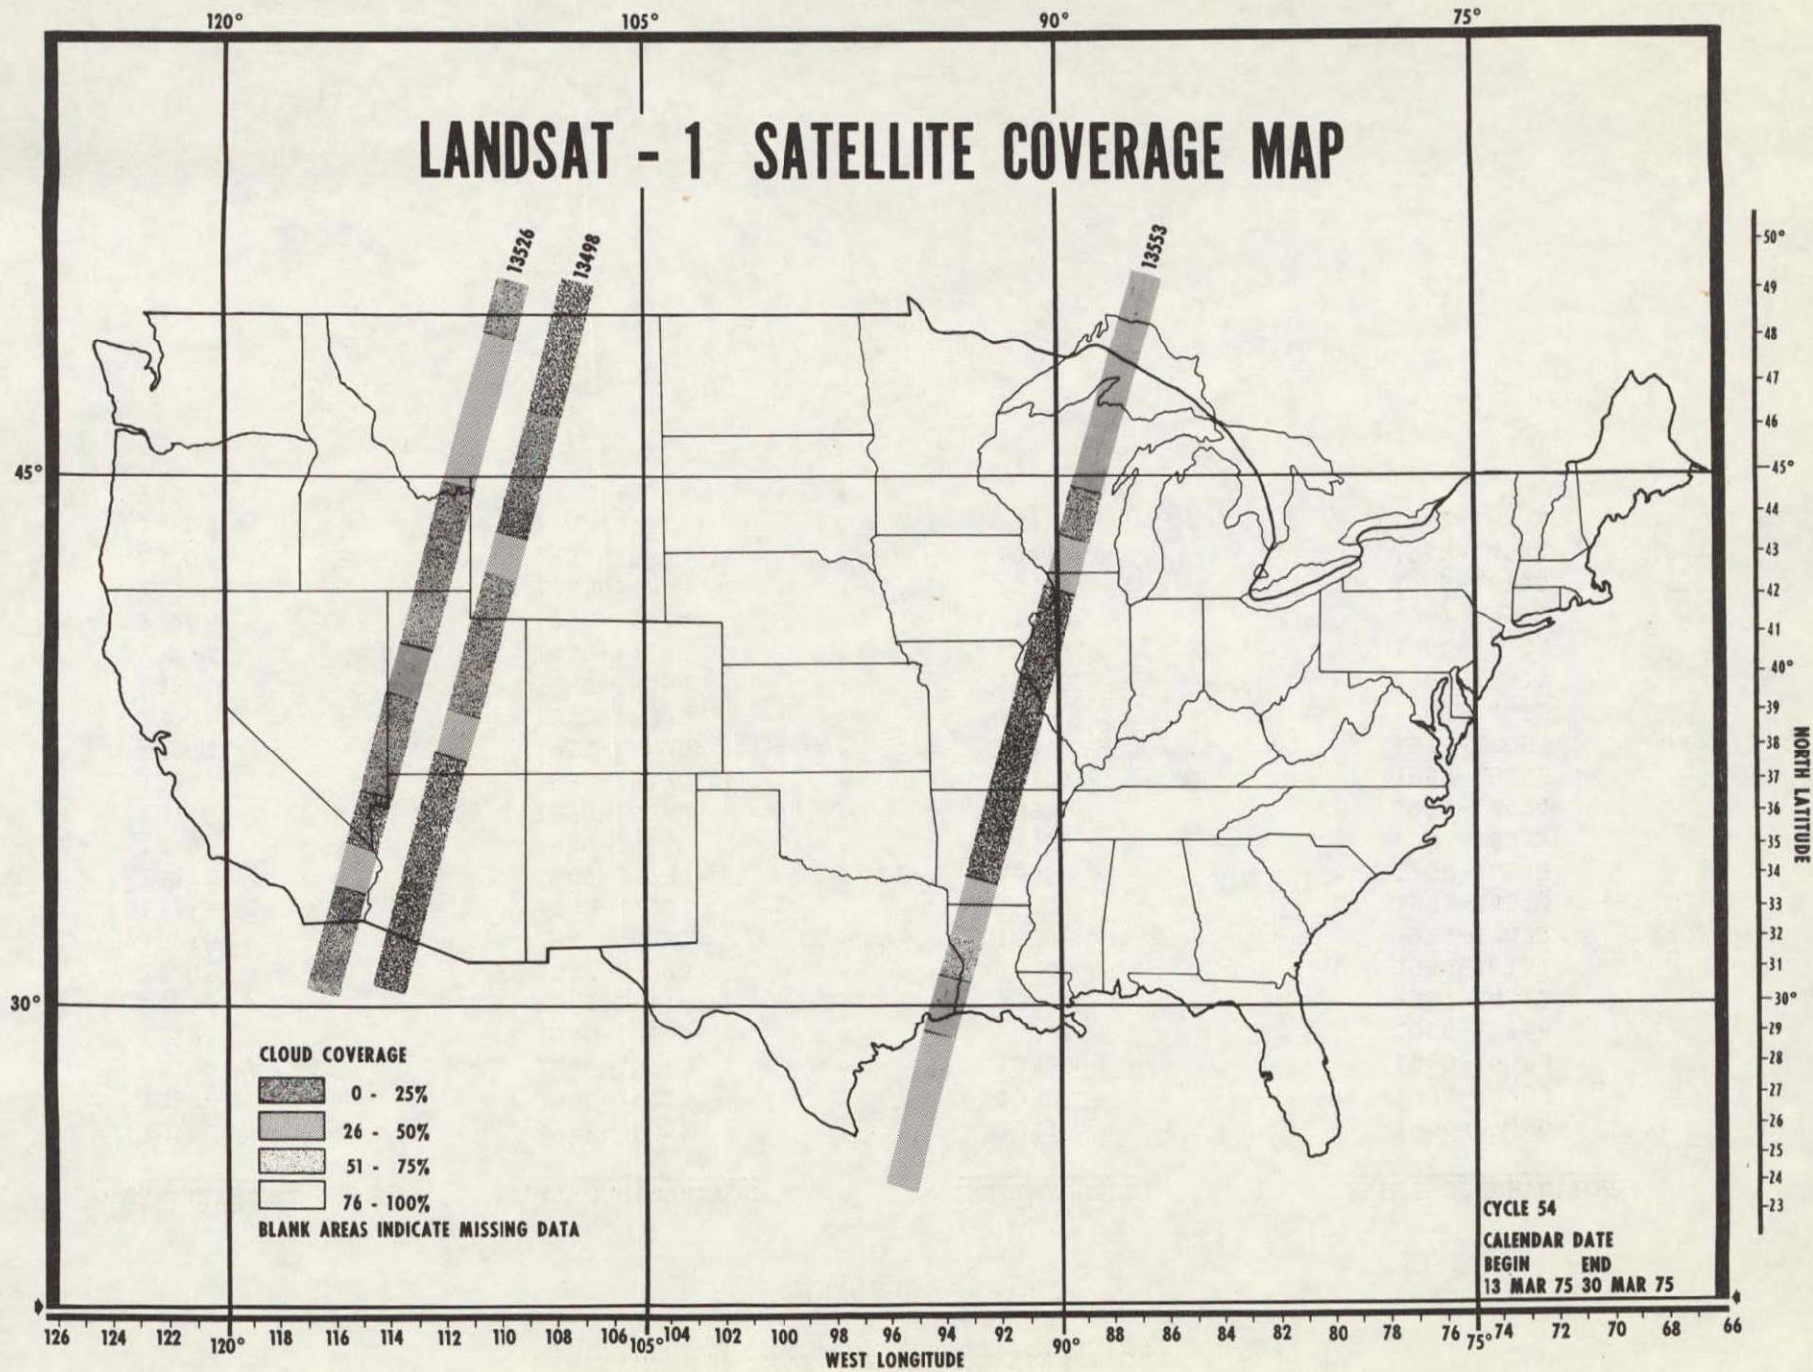 120° 105° 90° 75°
LANDSAT - 1 SATELLITE COVERAGE MAP
13526
13498
13553
45°
30°
50°
49
48
47
46
45°
44
43
42
41
40°
39
38
37
36
35
34
33
32
31
30°
29
28
27
26
25
24
23
NORTH LATITUDE
CLOUD COVERAGE
0 - 25%
26 - 50%
51 - 75%
76 - 100%
BLANK AREAS INDICATE MISSING DATA
CYCLE 54
CALENDAR DATE
BEGIN END
13 MAR 75 30 MAR 75
126 124 122 120° 118 116 114 112 110 108 106 105° 104 102 100 98 96 94 92 90° 88 86 84 82 80 78 76 75° 74 72 70 68 66
WEST LONGITUDE